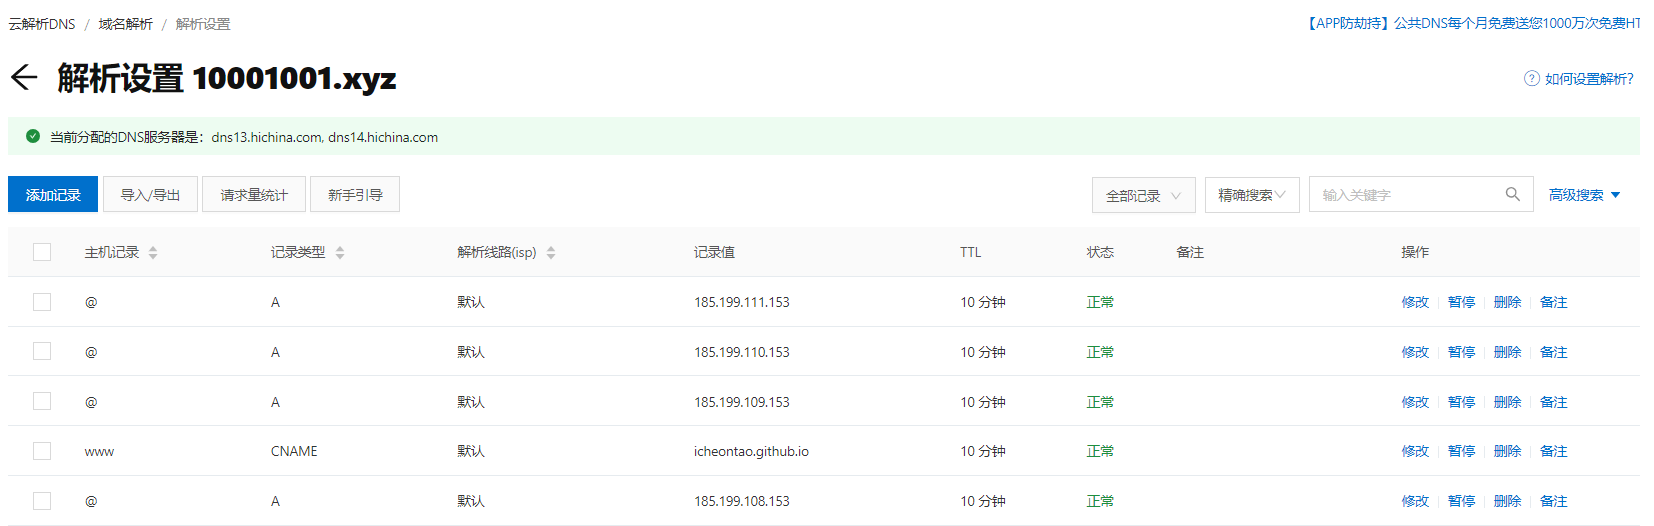 云解析DNS / 域名解析 / 解析设置
【APP防劫持】公共DNS每个月免费送您1000万次免费HT
解析设置 10001001.xyz
如何设置解析?
当前分配的DNS服务器是: dns13.hichina.com, dns14.hichina.com
添加记录 导入/导出 请求量统计 新手引导 全部记录 精确搜索 输入关键字 高级搜索
主机记录 记录类型 解析线路(isp) 记录值 TTL 状态 备注 操作
@ A 默认 185.199.111.153 10 分钟 正常 修改 暂停 删除 备注
@ A 默认 185.199.110.153 10 分钟 正常 修改 暂停 删除 备注
@ A 默认 185.199.109.153 10 分钟 正常 修改 暂停 删除 备注
www CNAME 默认 icheontao.github.io 10 分钟 正常 修改 暂停 删除 备注
@ A 默认 185.199.108.153 10 分钟 正常 修改 暂停 删除 备注